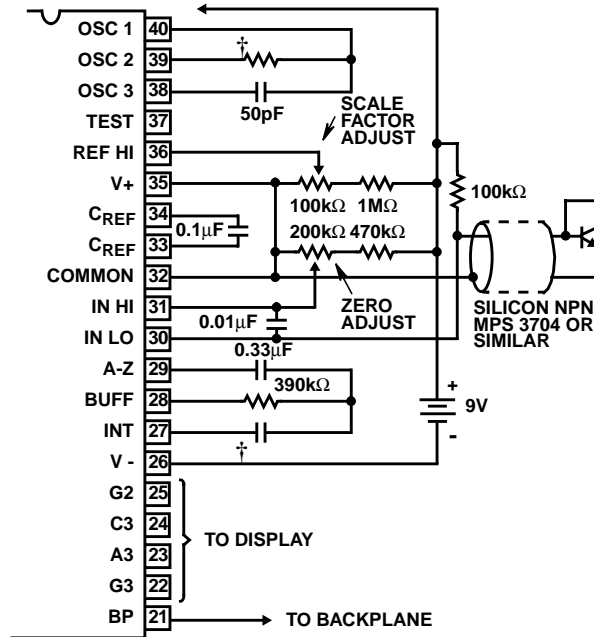 OSC 1 40
OSC 2 39 †
OSC 3 38
50pF
TEST 37
SCALE
FACTOR
ADJUST
REF HI 36
V+ 35
100kΩ 1MΩ
100kΩ
CREF 34
0.1µF
CREF 33
200kΩ 470kΩ
COMMON 32
IN HI 31
ZERO
ADJUST
0.01µF
SILICON NPN
MPS 3704 OR
SIMILAR
IN LO 30
0.33µF
A-Z 29
390kΩ
BUFF 28
+
9V
-
INT 27
†
V - 26
G2 25
C3 24
TO DISPLAY
A3 23
G3 22
BP 21
TO BACKPLANE